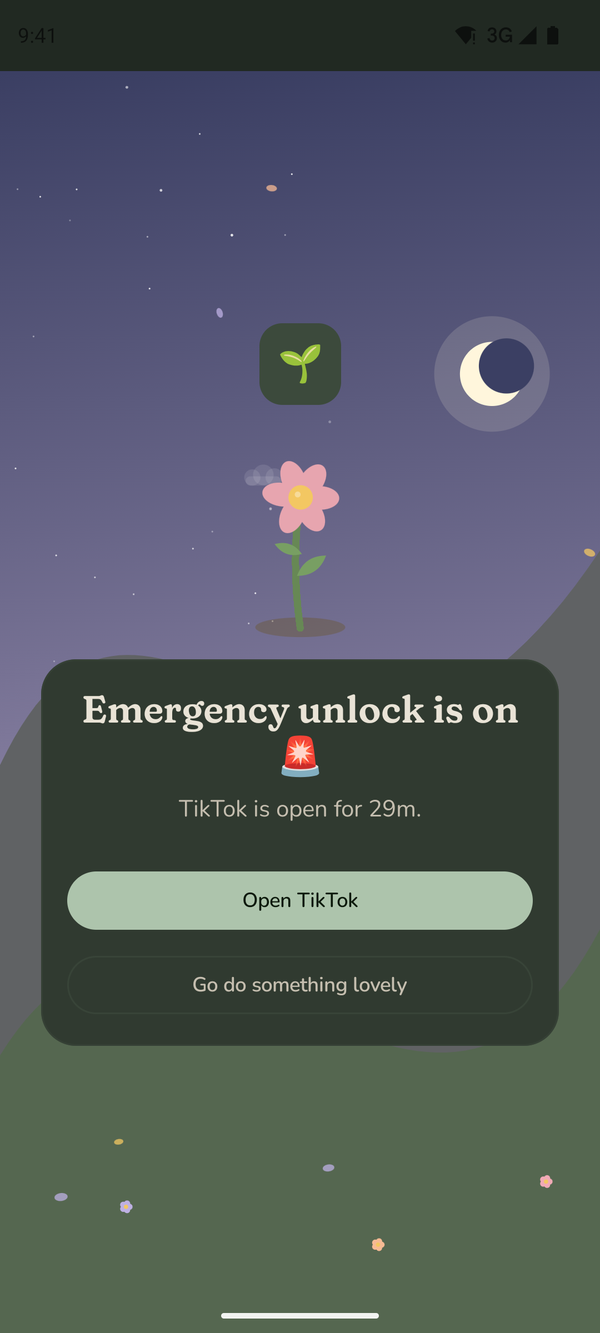 9:41
3G
Emergency unlock is on
🚨
TikTok is open for 29m.
Open TikTok
Go do something lovely